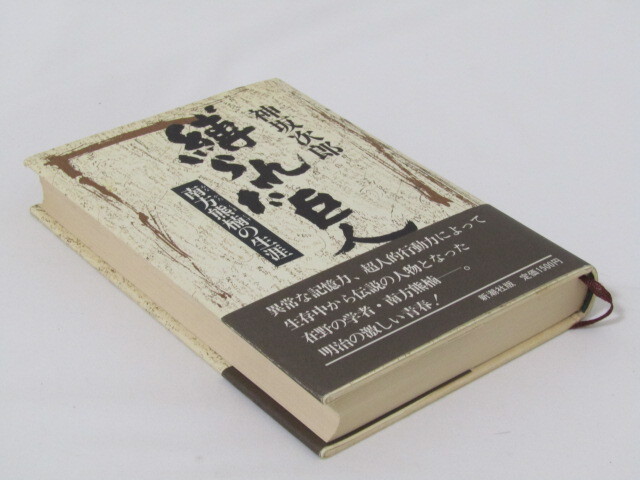 神坂次郎
縛られた巨人
南方熊楠の生涯
異常な記憶力　超人的行動力によって
生存中から伝説の人物となった
在野の学者・南方熊楠――。
明治の激しい青春！
新潮社版　定価1500円